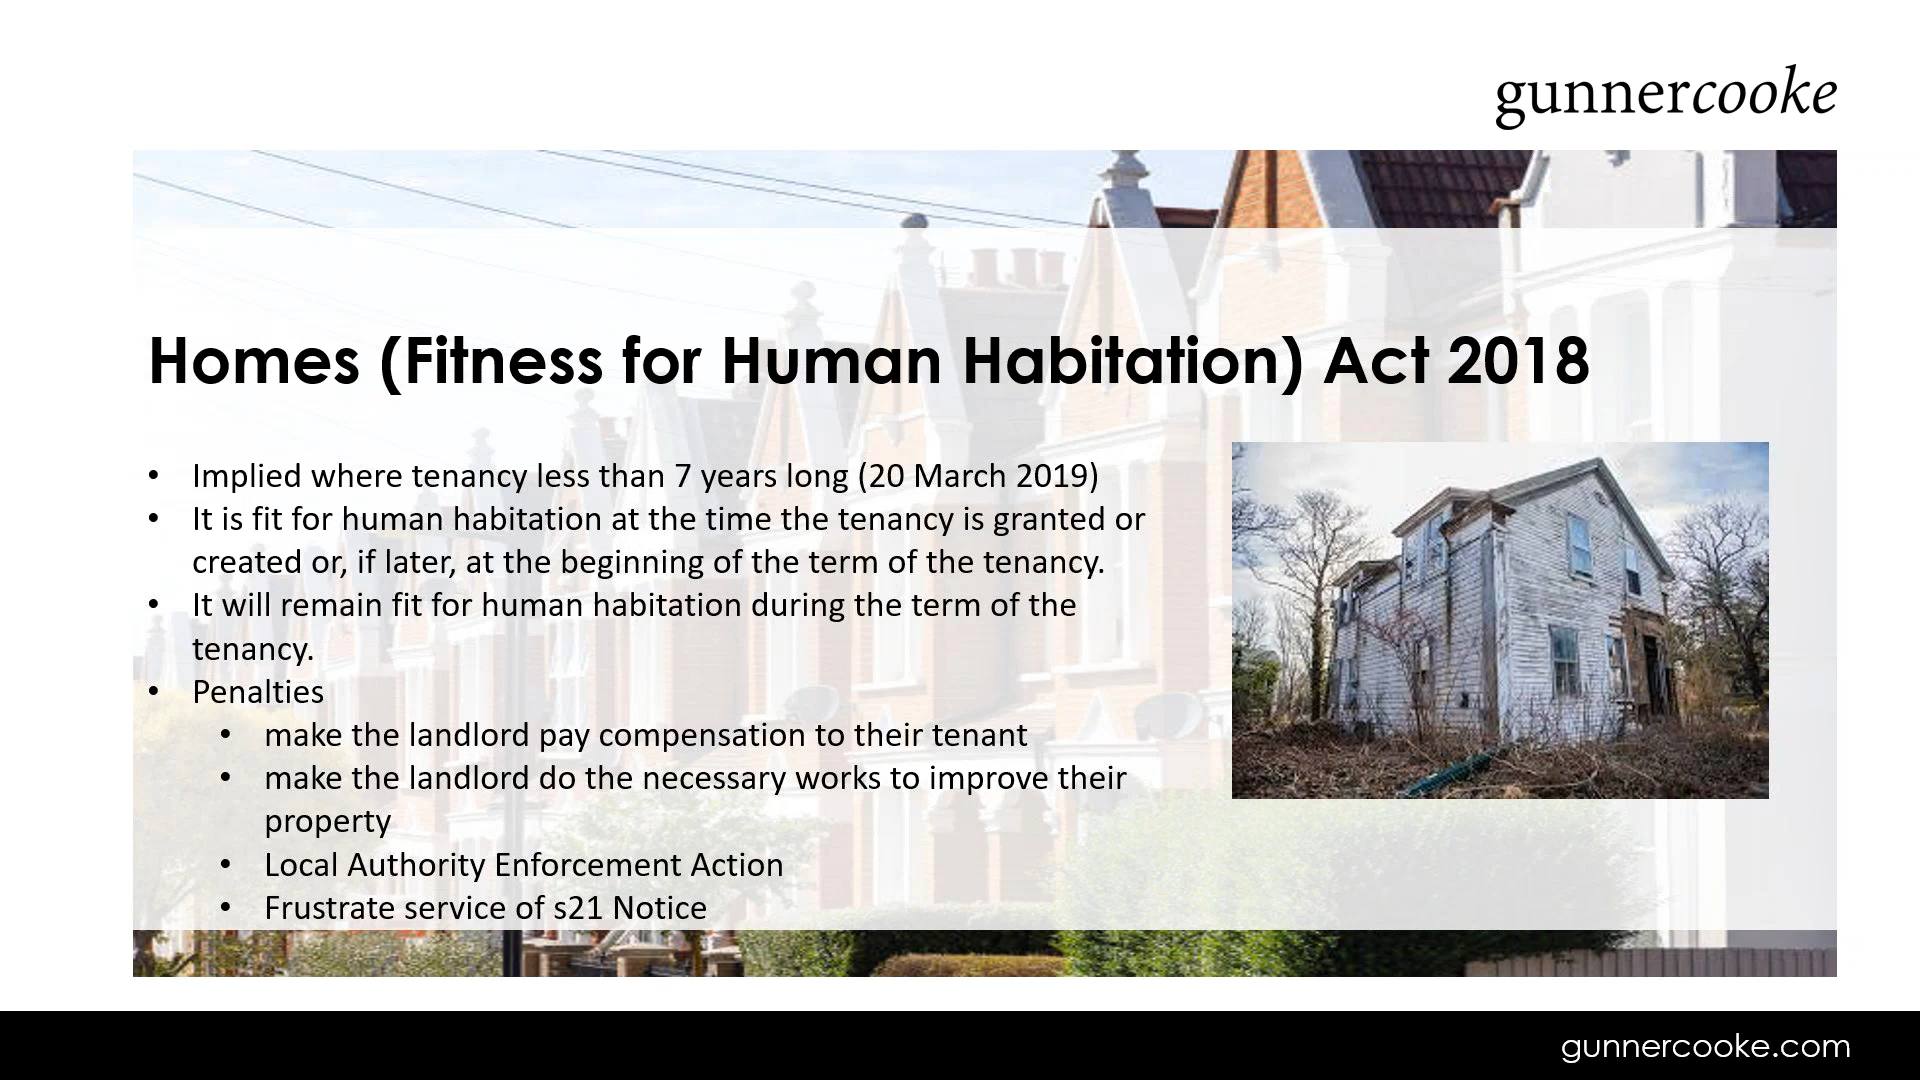 gunnercooke
Homes (Fitness for Human Habitation) Act 2018
• Implied where tenancy less than 7 years long (20 March 2019)
• It is fit for human habitation at the time the tenancy is granted or
created or, if later, at the beginning of the term of the tenancy.
• It will remain fit for human habitation during the term of the
tenancy.
• Penalties
• make the landlord pay compensation to their tenant
• make the landlord do the necessary works to improve their
property
• Local Authority Enforcement Action
• Frustrate service of s21 Notice
gunnercooke.com